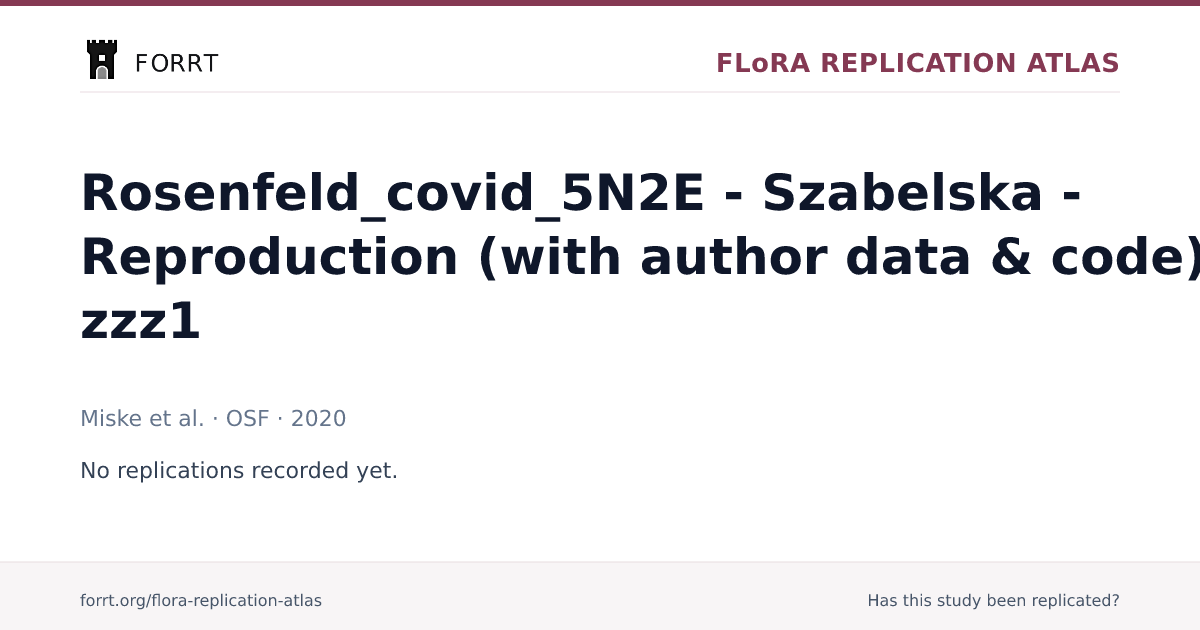 FORRT
FLoRA REPLICATION ATLAS
Rosenfeld_covid_5N2E - Szabelska -
Reproduction (with author data & code)
zzz1
Miske et al. · OSF · 2020
No replications recorded yet.
forrt.org/flora-replication-atlas
Has this study been replicated?